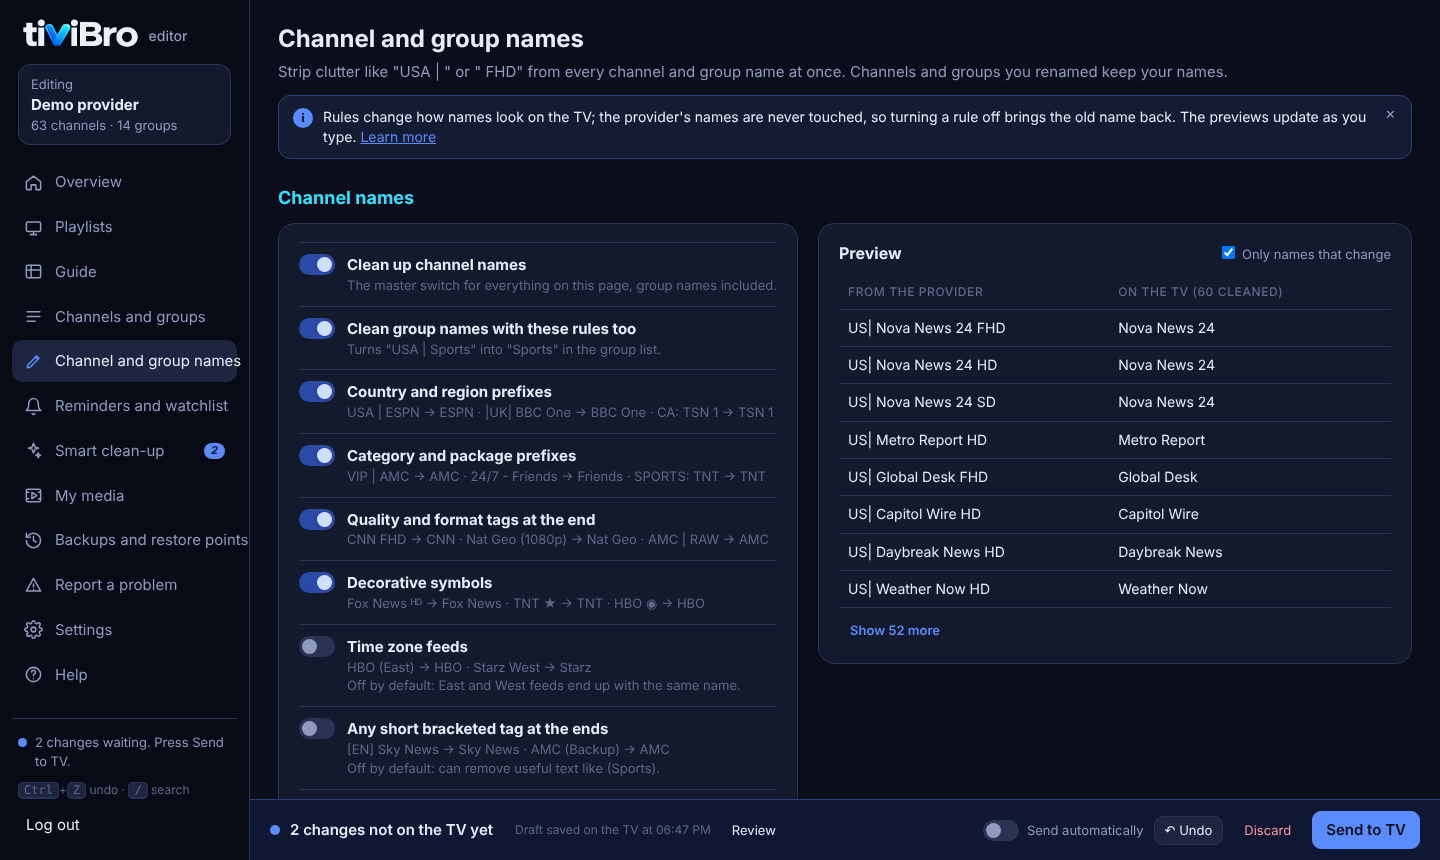 tiviBro editor
Editing
Demo provider
63 channels · 14 groups
Overview
Playlists
Guide
Channels and groups
Channel and group names
Reminders and watchlist
Smart clean-up 2
My media
Backups and restore points
Report a problem
Settings
Help
2 changes waiting. Press Send
to TV.
Ctrl+Z undo · / search
Log out
Channel and group names
Strip clutter like "USA | " or " FHD" from every channel and group name at once. Channels and groups you renamed keep your names.
i Rules change how names look on the TV; the provider's names are never touched, so turning a rule off brings the old name back. The previews update as you ×
type. Learn more
Channel names
Clean up channel names
The master switch for everything on this page, group names included.
Clean group names with these rules too
Turns "USA | Sports" into "Sports" in the group list.
Country and region prefixes
USA | ESPN → ESPN · |UK| BBC One → BBC One · CA: TSN 1 → TSN 1
Category and package prefixes
VIP | AMC → AMC · 24/7 - Friends → Friends · SPORTS: TNT → TNT
Quality and format tags at the end
CNN FHD → CNN · Nat Geo (1080p) → Nat Geo · AMC | RAW → AMC
Decorative symbols
Fox News ᴴᴰ → Fox News · TNT ★ → TNT · HBO ◉ → HBO
Time zone feeds
HBO (East) → HBO · Starz West → Starz
Off by default: East and West feeds end up with the same name.
Any short bracketed tag at the ends
[EN] Sky News → Sky News · AMC (Backup) → AMC
Off by default: can remove useful text like (Sports).
Preview Only names that change
FROM THE PROVIDER ON THE TV (60 CLEANED)
US| Nova News 24 FHD Nova News 24
US| Nova News 24 HD Nova News 24
US| Nova News 24 SD Nova News 24
US| Metro Report HD Metro Report
US| Global Desk FHD Global Desk
US| Capitol Wire HD Capitol Wire
US| Daybreak News HD Daybreak News
US| Weather Now HD Weather Now
Show 52 more
2 changes not on the TV yet Draft saved on the TV at 06:47 PM Review Send automatically ↶ Undo Discard Send to TV